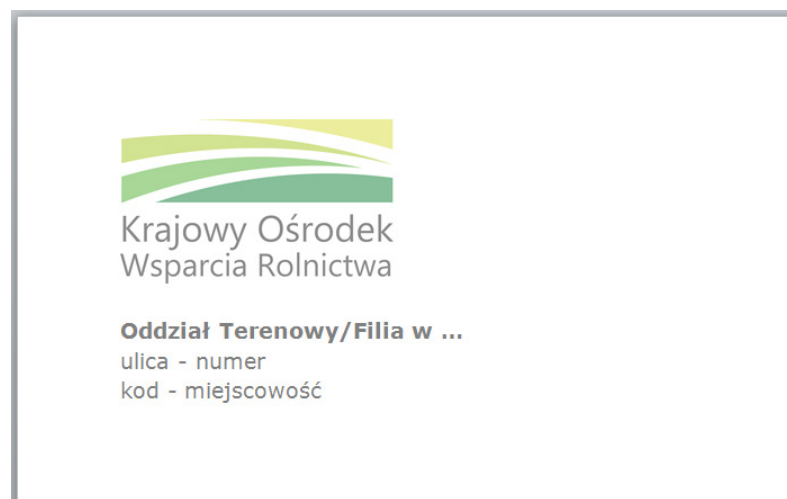 Krajowy Ośrodek
Wsparcia Rolnictwa
Oddział Terenowy/Filia w ...
ulica - numer
kod - miejscowość